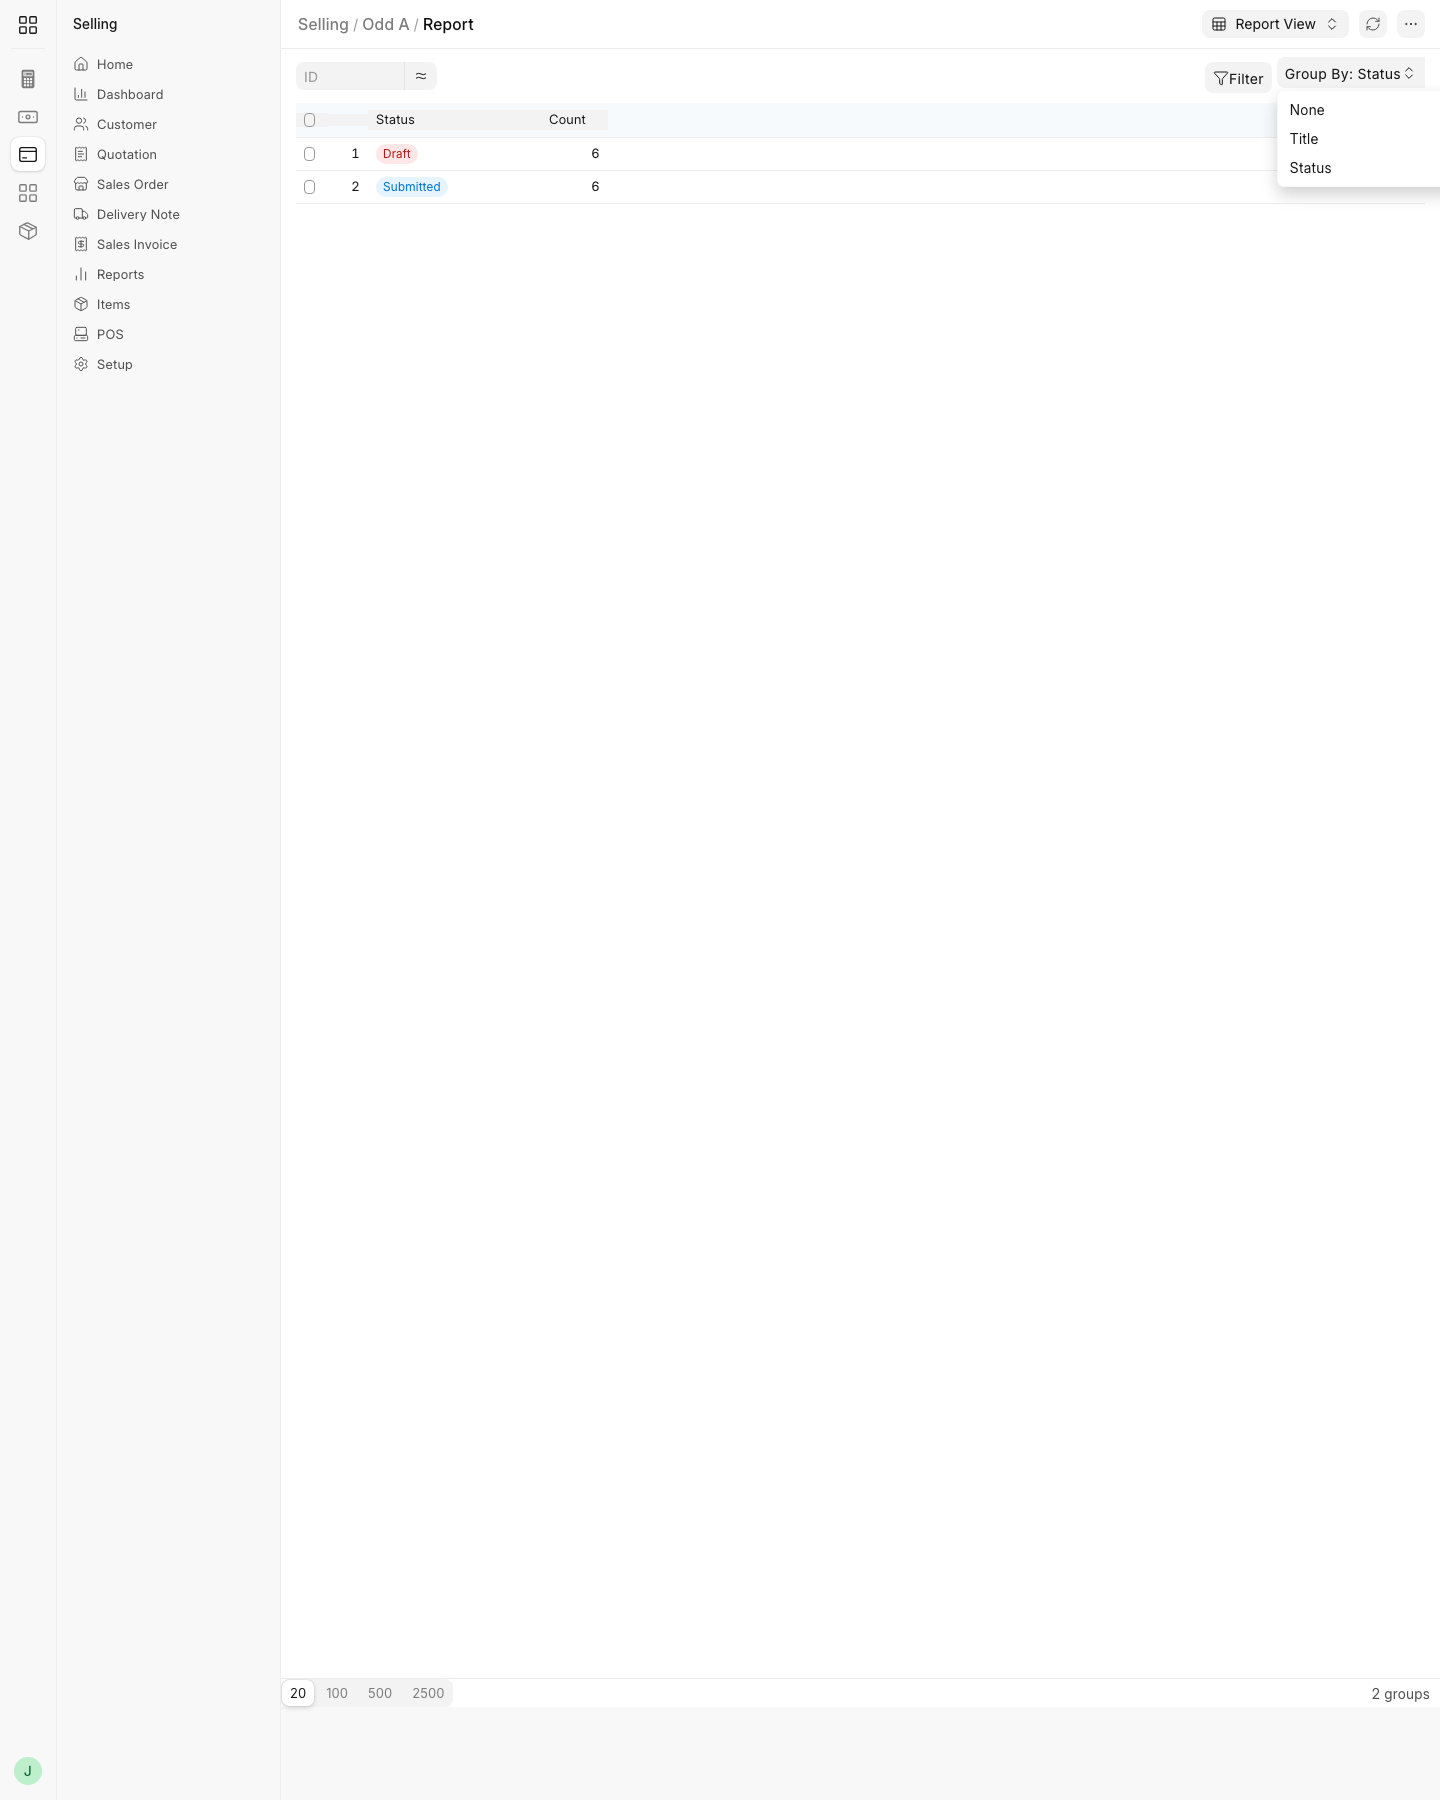 Selling
Home
Dashboard
Customer
Quotation
Sales Order
Delivery Note
Sales Invoice
Reports
Items
POS
Setup
J
Selling / Odd A / Report
Report View
ID
≈
Filter
Group By: Status
None
Title
Status
Status Count
1 Draft 6
2 Submitted 6
20 100 500 2500
2 groups